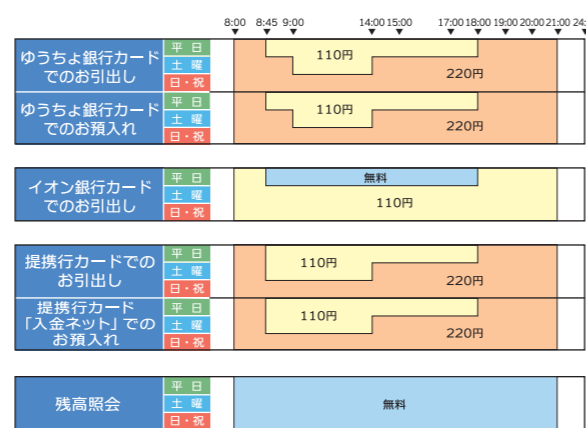 8:00 8:45 9:00 14:00 15:00 17:00 18:00 19:00 20:00 21:00 24:
ゆうちょ銀行カード
でのお引出し
平 日
土 曜
日・祝
110円
220円
ゆうちょ銀行カード
でのお預入れ
平 日
土 曜
日・祝
110円
220円
イオン銀行カード
でのお引出し
平 日
土 曜
日・祝
無料
110円
提携行カードでの
お引出し
平 日
土 曜
日・祝
110円
220円
提携行カード
「入金ネット」での
お預入れ
平 日
土 曜
日・祝
110円
220円
残高照会
平 日
土 曜
日・祝
無料